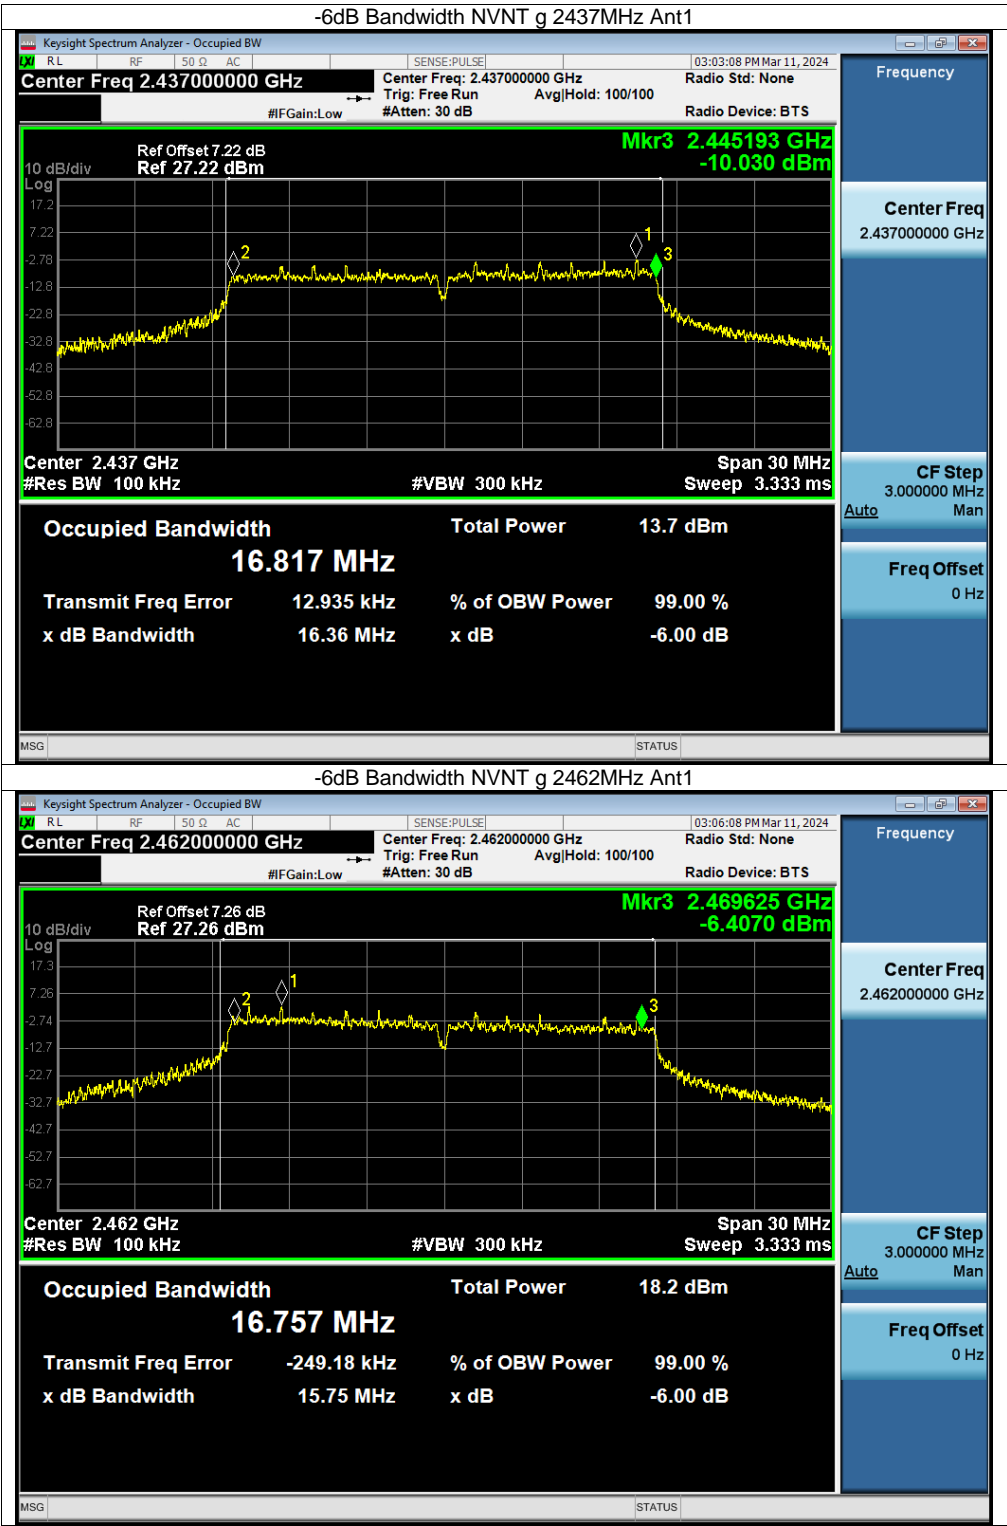 -6dB Bandwidth NVNT g 2437MHz Ant1
Keysight Spectrum Analyzer - Occupied BW
LXI RL RF 50 Ω AC SENSE:PULSE 03:03:08 PM Mar 11, 2024
Center Freq 2.437000000 GHz
Center Freq: 2.437000000 GHz
Radio Std: None
Trig: Free Run Avg|Hold: 100/100
#IFGain:Low #Atten: 30 dB
Radio Device: BTS
Frequency
Mkr3 2.445193 GHz
-10.030 dBm
Ref Offset 7.22 dB
10 dB/div Ref 27.22 dBm
Log
17.2
7.22
-2.78
-12.8
-22.8
-32.8
-42.8
-52.8
-62.8
2
1
3
Center 2.437 GHz Span 30 MHz
#Res BW 100 kHz #VBW 300 kHz Sweep 3.333 ms
Center Freq
2.437000000 GHz
CF Step
3.000000 MHz
Auto Man
Freq Offset
0 Hz
Occupied Bandwidth Total Power 13.7 dBm
16.817 MHz
Transmit Freq Error 12.935 kHz % of OBW Power 99.00 %
x dB Bandwidth 16.36 MHz x dB -6.00 dB
MSG STATUS
-6dB Bandwidth NVNT g 2462MHz Ant1
Keysight Spectrum Analyzer - Occupied BW
LXI RL RF 50 Ω AC SENSE:PULSE 03:06:08 PM Mar 11, 2024
Center Freq 2.462000000 GHz
Center Freq: 2.462000000 GHz
Radio Std: None
Trig: Free Run Avg|Hold: 100/100
#IFGain:Low #Atten: 30 dB
Radio Device: BTS
Frequency
Mkr3 2.469625 GHz
-6.4070 dBm
Ref Offset 7.26 dB
10 dB/div Ref 27.26 dBm
Log
17.3
7.26
-2.74
-12.7
-22.7
-32.7
-42.7
-52.7
-62.7
2
1
3
Center 2.462 GHz Span 30 MHz
#Res BW 100 kHz #VBW 300 kHz Sweep 3.333 ms
Center Freq
2.462000000 GHz
CF Step
3.000000 MHz
Auto Man
Freq Offset
0 Hz
Occupied Bandwidth Total Power 18.2 dBm
16.757 MHz
Transmit Freq Error -249.18 kHz % of OBW Power 99.00 %
x dB Bandwidth 15.75 MHz x dB -6.00 dB
MSG STATUS